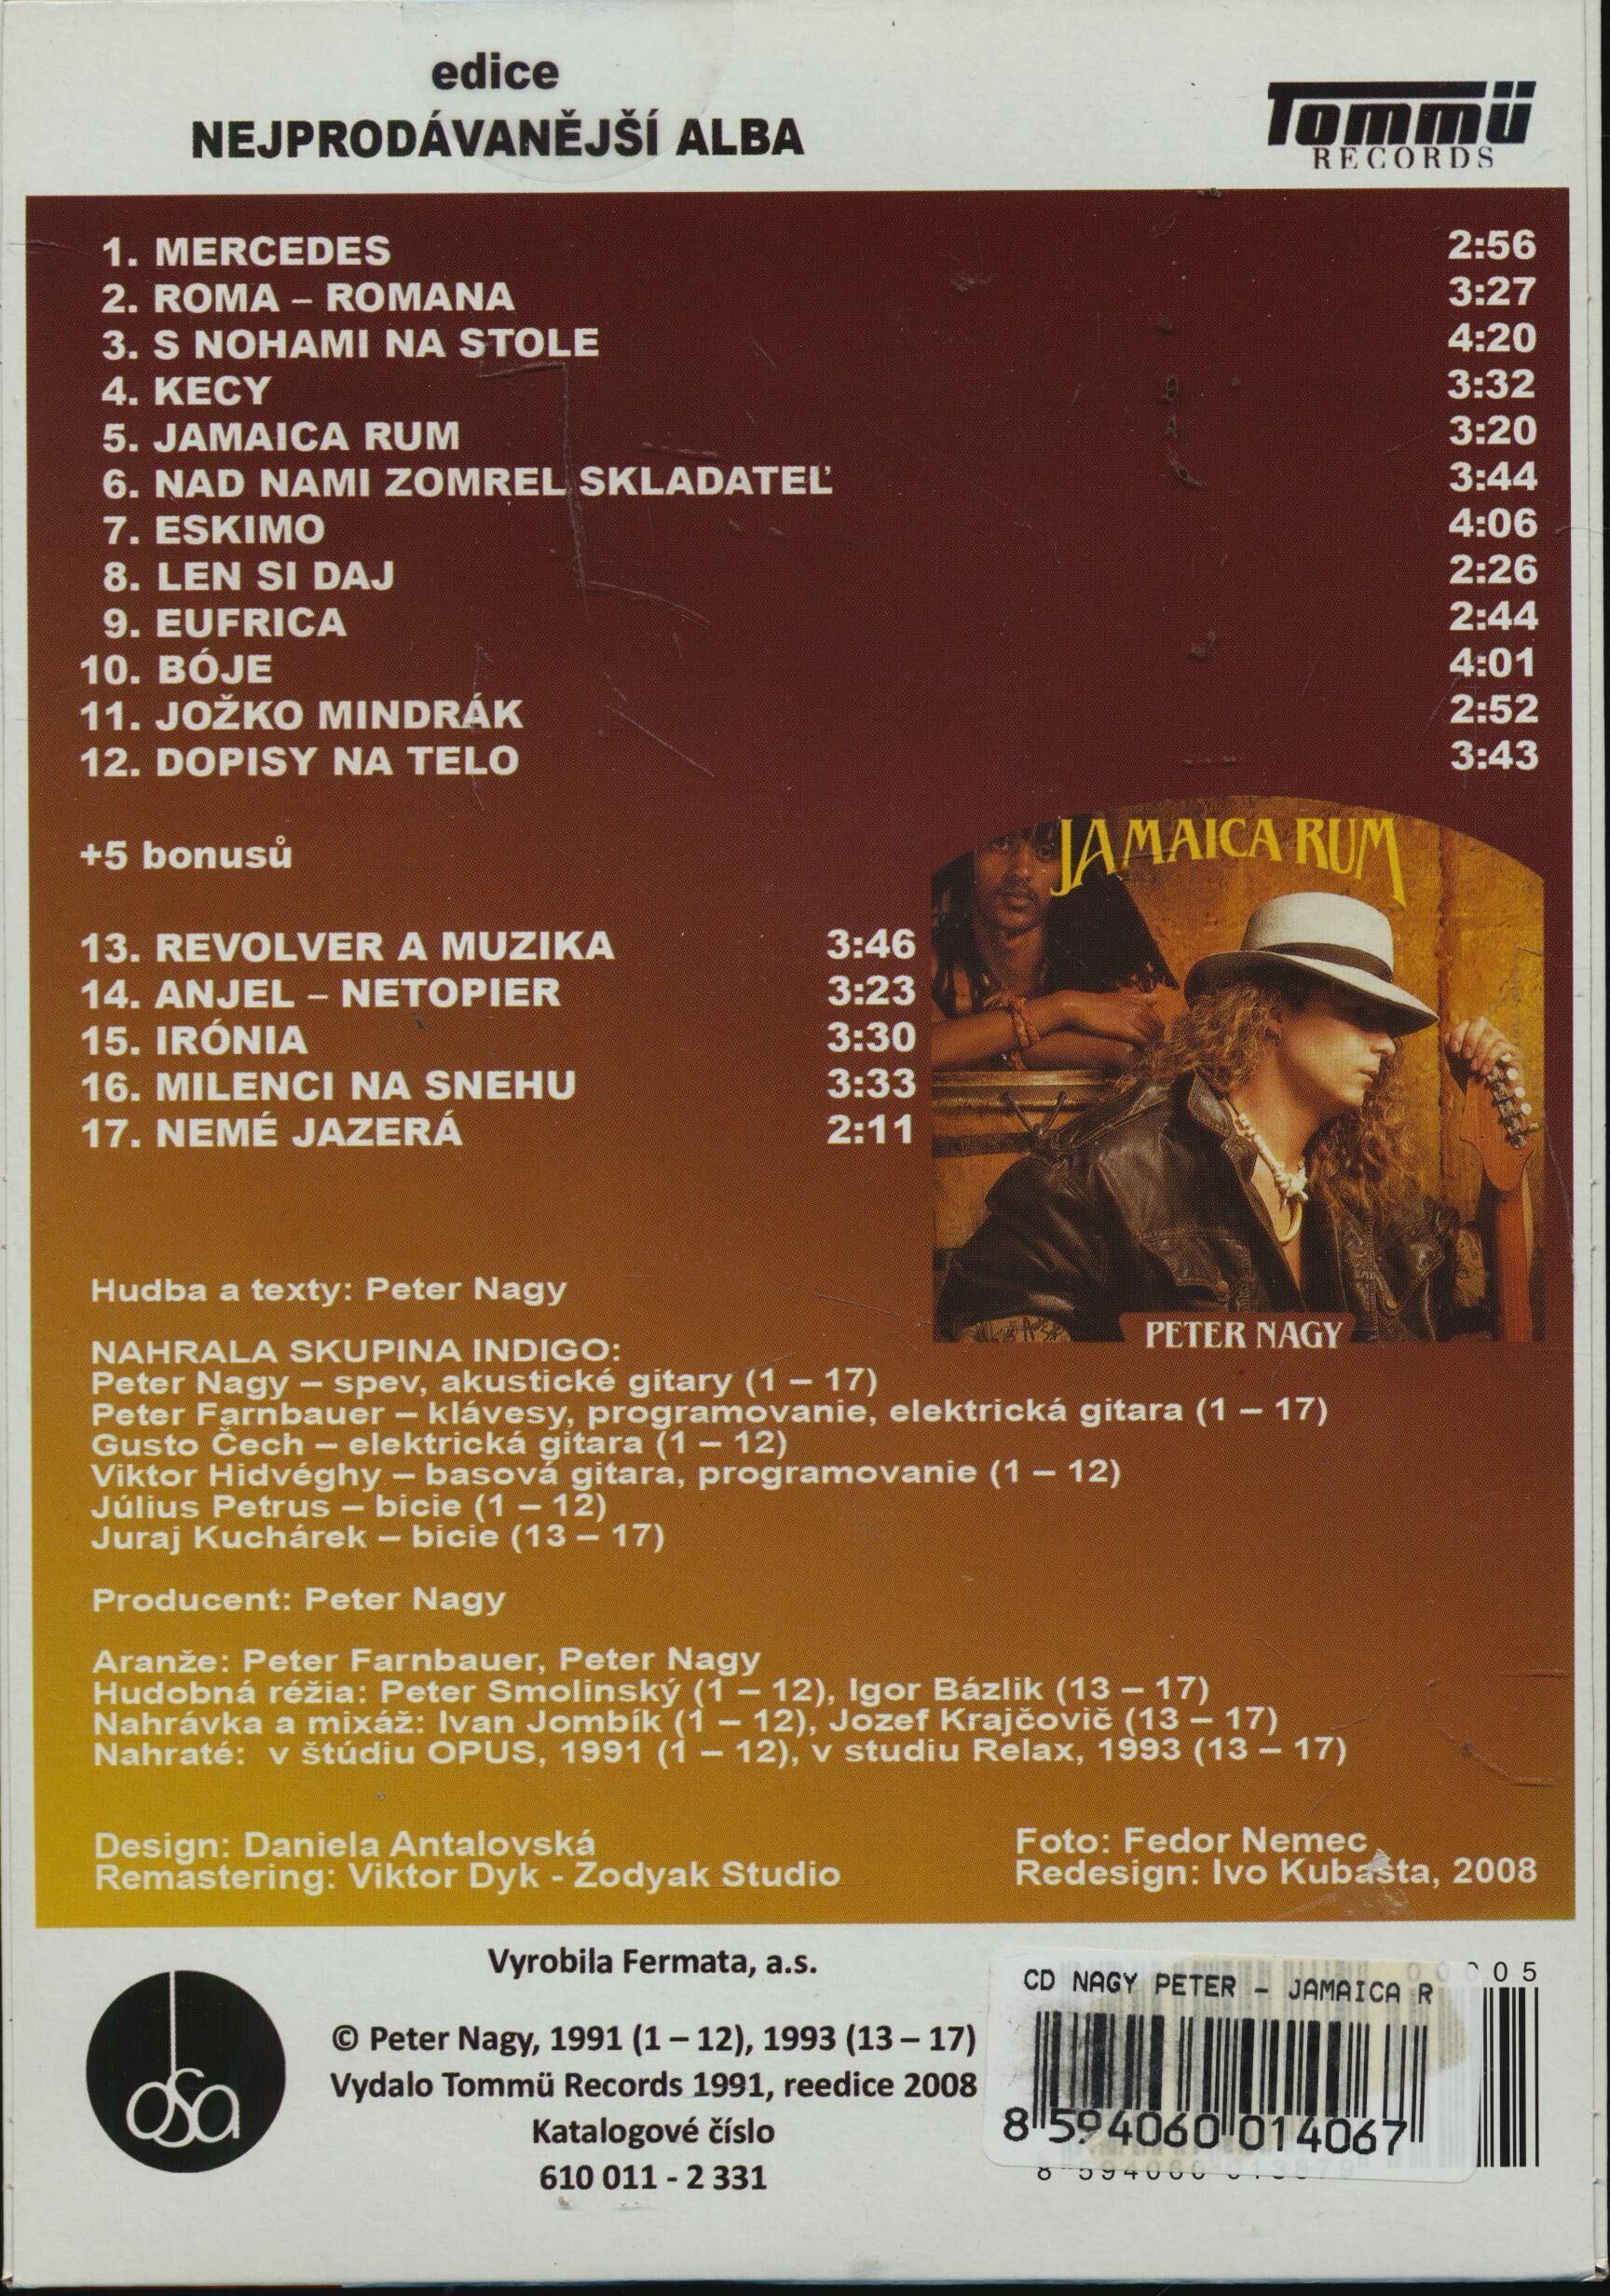 edice
NEJPRODÁVANĚJŠÍ ALBA
Tommü
RECORDS
1. MERCEDES 2:56
2. ROMA – ROMANA 3:27
3. S NOHAMI NA STOLE 4:20
4. KECY 3:32
5. JAMAICA RUM 3:20
6. NAD NAMI ZOMREL SKLADATEĽ 3:44
7. ESKIMO 4:06
8. LEN SI DAJ 2:26
9. EUFRICA 2:44
10. BÓJE 4:01
11. JOŽKO MINDRÁK 2:52
12. DOPISY NA TELO 3:43
+5 bonusů
13. REVOLVER A MUZIKA 3:46
14. ANJEL – NETOPIER 3:23
15. IRÓNIA 3:30
16. MILENCI NA SNEHU 3:33
17. NEMÉ JAZERÁ 2:11
JAMAICA RUM
PETER NAGY
Hudba a texty: Peter Nagy
NAHRALA SKUPINA INDIGO:
Peter Nagy – spev, akustické gitary (1 – 17)
Peter Farnbauer – klávesy, programovanie, elektrická gitara (1 – 17)
Gusto Čech – elektrická gitara (1 – 12)
Viktor Hidvéghy – basová gitara, programovanie (1 – 12)
Július Petrus – bicie (1 – 12)
Juraj Kuchárek – bicie (13 – 17)
Producent: Peter Nagy
Aranže: Peter Farnbauer, Peter Nagy
Hudobná réžia: Peter Smolinský (1 – 12), Igor Bázlik (13 – 17)
Nahrávka a mixáž: Ivan Jombík (1 – 12), Jozef Krajčovič (13 – 17)
Nahraté: v štúdiu OPUS, 1991 (1 – 12), v studiu Relax, 1993 (13 – 17)
Design: Daniela Antalovská
Remastering: Viktor Dyk - Zodyak Studio
Foto: Fedor Nemec
Redesign: Ivo Kubašta, 2008
osa
Vyrobila Fermata, a.s.
© Peter Nagy, 1991 (1 – 12), 1993 (13 – 17)
Vydalo Tommü Records 1991, reedice 2008
Katalogové číslo
610 011 - 2 331
05
CD NAGY PETER - JAMAICA R
8 594060 014067